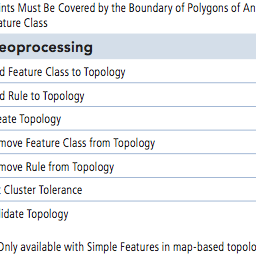 nts Must Be Covered by the Boundary of Polygons of An
ature Class
eoprocessing
d Feature Class to Topology
d Rule to Topology
eate Topology
move Feature Class from Topology
move Rule from Topology
t Cluster Tolerance
lidate Topology
Only available with Simple Features in map-based topolo